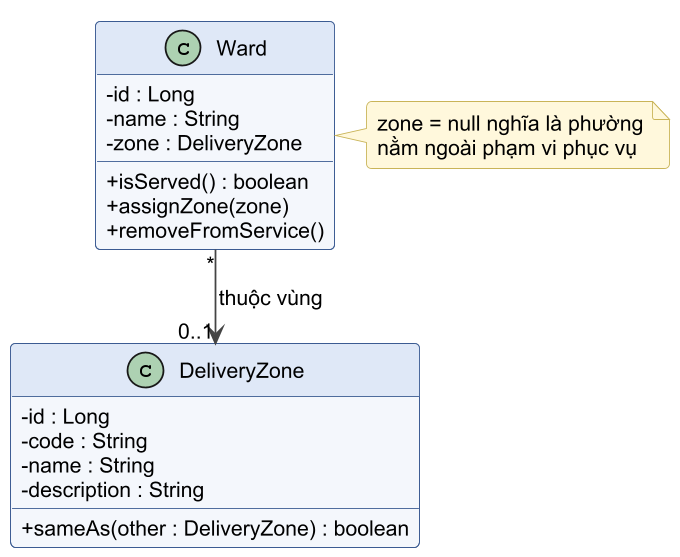 C Ward
-id : Long
-name : String
-zone : DeliveryZone
+isServed() : boolean
+assignZone(zone)
+removeFromService()
zone = null nghĩa là phường
nằm ngoài phạm vi phục vụ
*
thuộc vùng
0..1
C DeliveryZone
-id : Long
-code : String
-name : String
-description : String
+sameAs(other : DeliveryZone) : boolean